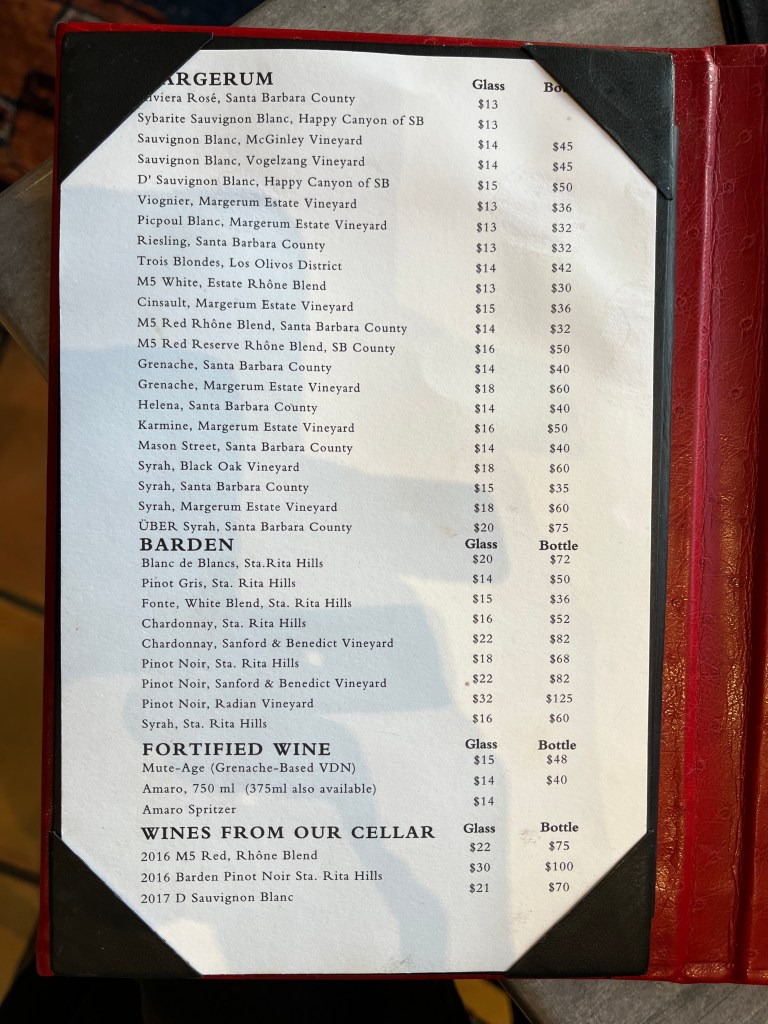 ARGERUM Glass Bo
iviera Rosé, Santa Barbara County $13
Sybarite Sauvignon Blanc, Happy Canyon of SB $13
Sauvignon Blanc, McGinley Vineyard $14 $45
Sauvignon Blanc, Vogelzang Vineyard $14 $45
D' Sauvignon Blanc, Happy Canyon of SB $15 $50
Viognier, Margerum Estate Vineyard $13 $36
Picpoul Blanc, Margerum Estate Vineyard $13 $32
Riesling, Santa Barbara County $13 $32
Trois Blondes, Los Olivos District $14 $42
M5 White, Estate Rhône Blend $13 $30
Cinsault, Margerum Estate Vineyard $15 $36
M5 Red Rhône Blend, Santa Barbara County $14 $32
M5 Red Reserve Rhône Blend, SB County $16 $50
Grenache, Santa Barbara County $14 $40
Grenache, Margerum Estate Vineyard $18 $60
Helena, Santa Barbara County $14 $40
Karmine, Margerum Estate Vineyard $16 $50
Mason Street, Santa Barbara County $14 $40
Syrah, Black Oak Vineyard $18 $60
Syrah, Santa Barbara County $15 $35
Syrah, Margerum Estate Vineyard $18 $60
ÜBER Syrah, Santa Barbara County $20 $75
BARDEN Glass Bottle
Blanc de Blancs, Sta.Rita Hills $20 $72
Pinot Gris, Sta. Rita Hills $14 $50
Fonte, White Blend, Sta. Rita Hills $15 $36
Chardonnay, Sta. Rita Hills $16 $52
Chardonnay, Sanford & Benedict Vineyard $22 $82
Pinot Noir, Sta. Rita Hills $18 $68
Pinot Noir, Sanford & Benedict Vineyard $22 $82
Pinot Noir, Radian Vineyard $32 $125
Syrah, Sta. Rita Hills $16 $60
FORTIFIED WINE Glass Bottle
Mute-Age (Grenache-Based VDN) $15 $48
Amaro, 750 ml (375ml also available) $14 $40
Amaro Spritzer $14
WINES FROM OUR CELLAR Glass Bottle
2016 M5 Red, Rhône Blend $22 $75
2016 Barden Pinot Noir Sta. Rita Hills $30 $100
2017 D Sauvignon Blanc $21 $70